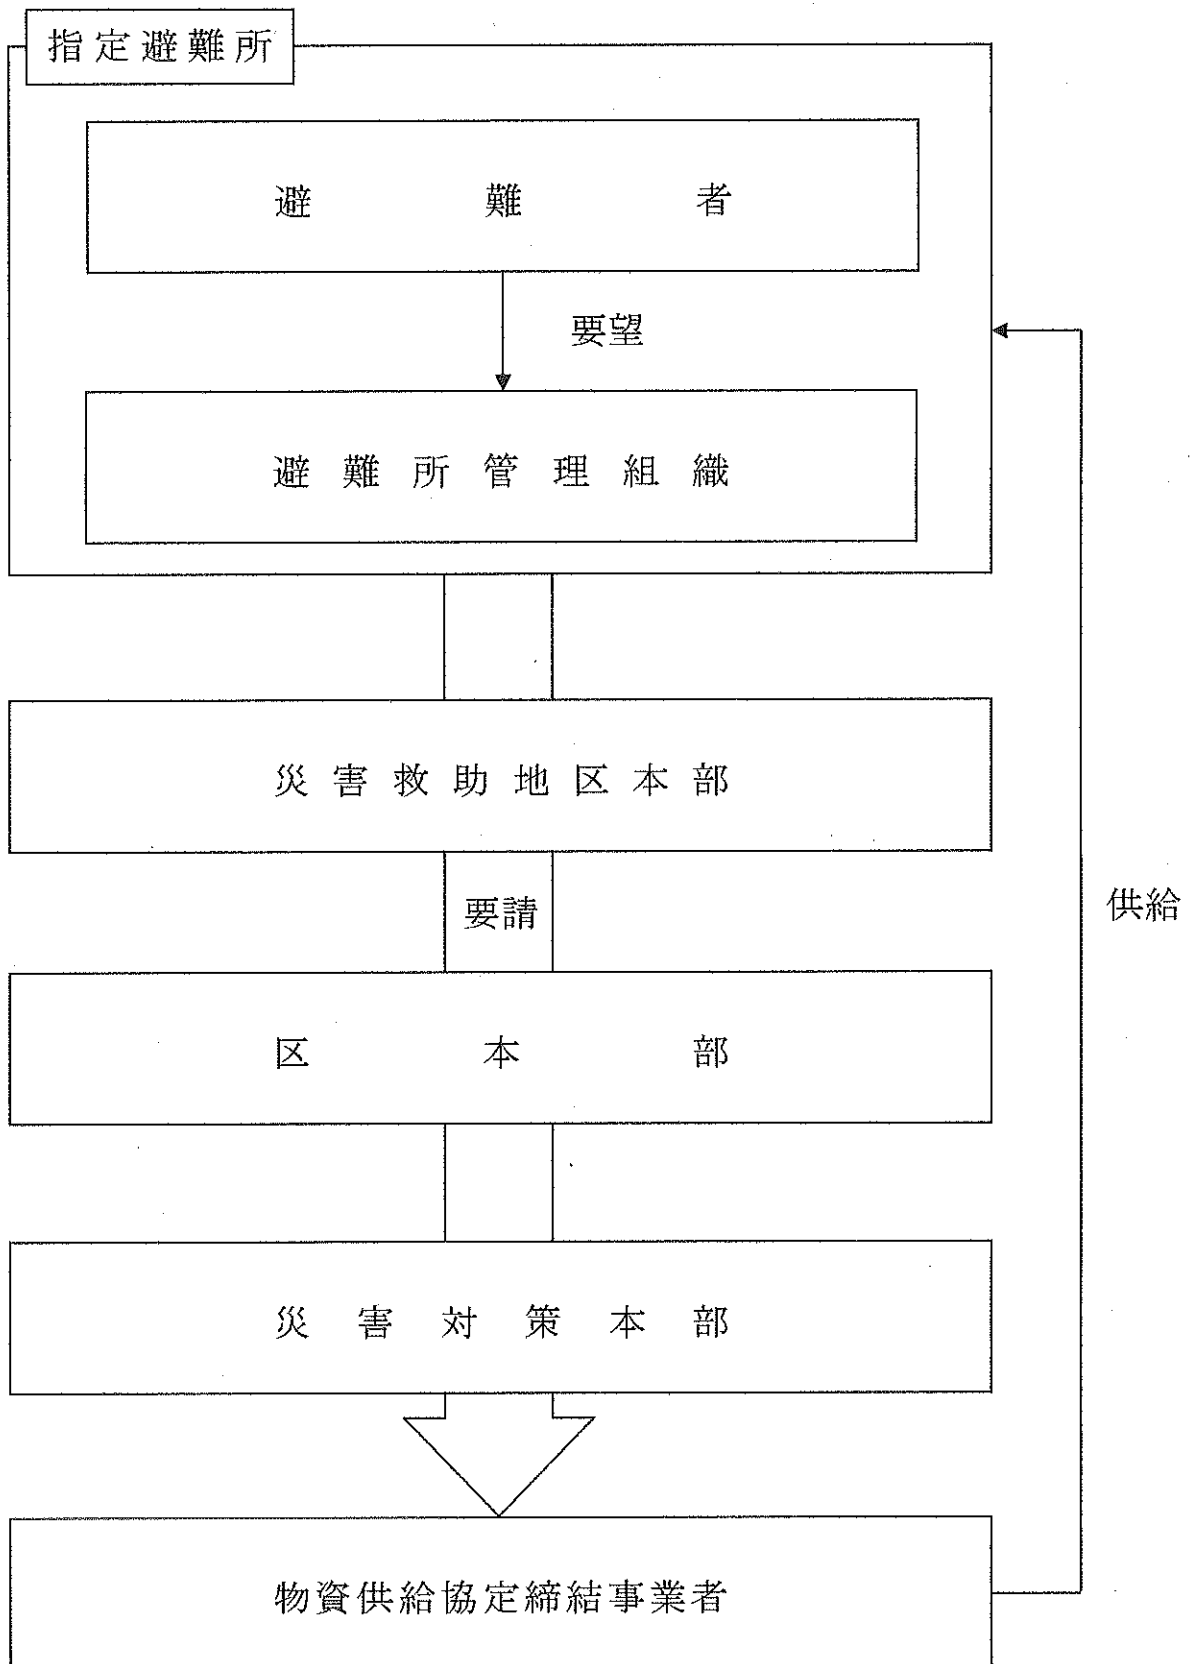 指定避難所
避難者
要望
避難所管理組織
災害救助地区本部
要請
供給
区本部
災害対策本部
物資供給協定締結事業者